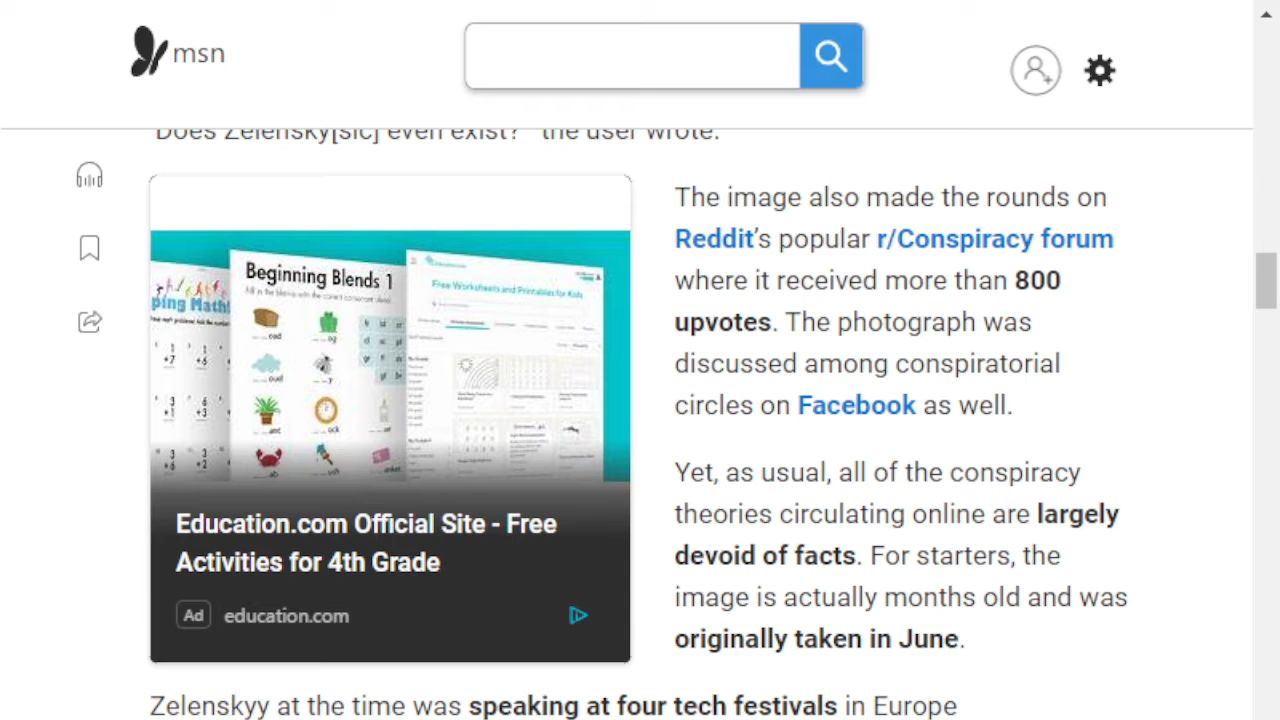 msn
"Does Zelensky[sic] even exist?" the user wrote.
The image also made the rounds on
Reddit's popular r/Conspiracy forum
where it received more than 800
upvotes. The photograph was
discussed among conspiratorial
circles on Facebook as well.
Beginning Blends 1
Free Worksheets and Printables for Kids
Education.com Official Site - Free
Activities for 4th Grade
Ad education.com
Yet, as usual, all of the conspiracy
theories circulating online are largely
devoid of facts. For starters, the
image is actually months old and was
originally taken in June.
Zelenskyy at the time was speaking at four tech festivals in Europe